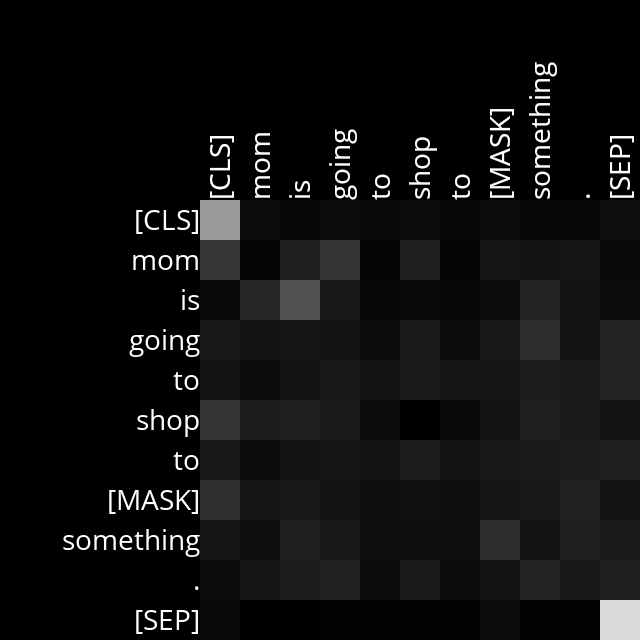 [CLS] mom is going to shop to [MASK] something . [SEP]
[CLS]
mom
is
going
to
shop
to
[MASK]
something
.
[SEP]